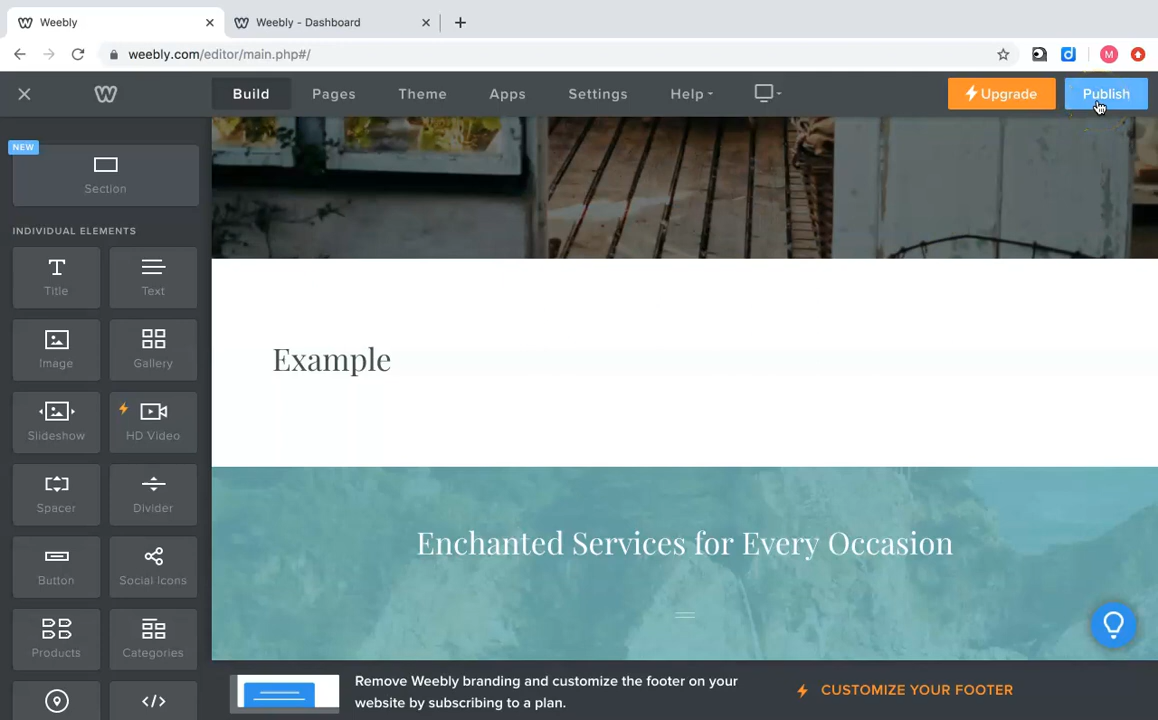 Weebly
Weebly - Dashboard
weebly.com/editor/main.php#/
M
Build
Pages
Theme
Apps
Settings
Help
Upgrade
Publish
NEW
Section
INDIVIDUAL ELEMENTS
Title
Text
Image
Gallery
Slideshow
HD Video
Spacer
Divider
Button
Social Icons
Products
Categories
Example
Enchanted Services for Every Occasion
Remove Weebly branding and customize the footer on your
website by subscribing to a plan.
CUSTOMIZE YOUR FOOTER